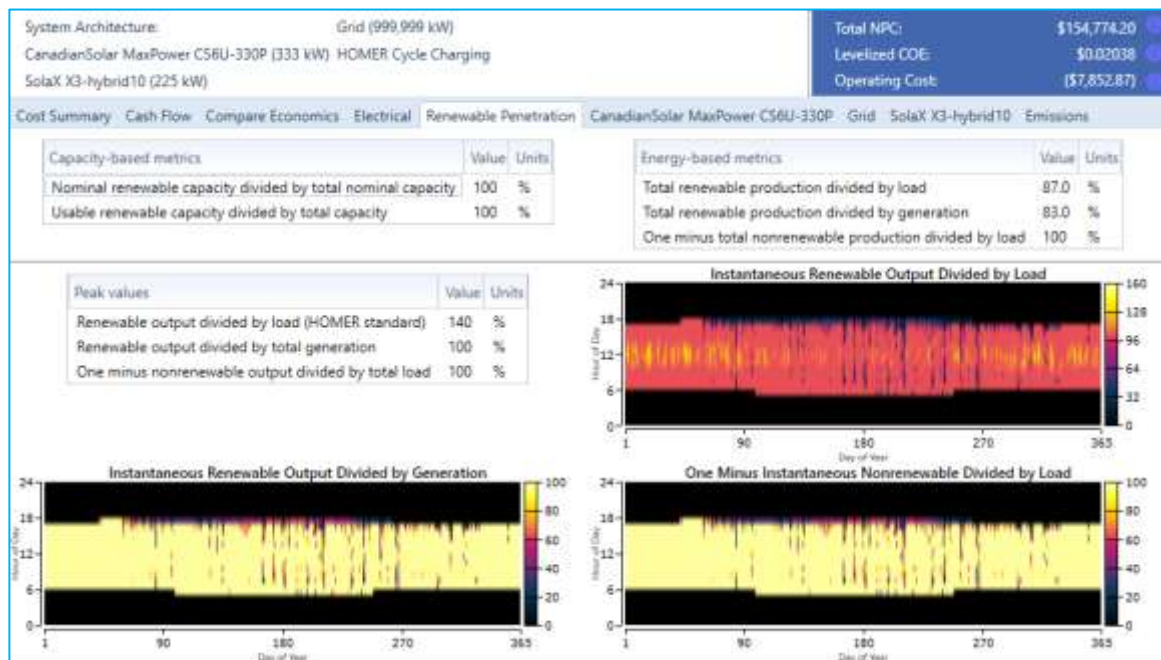 System Architecture: Grid (999,999 kW)
CanadianSolar MaxPower CS6U-330P (333 kW) HOMER Cycle Charging
SolaX X3-hybrid10 (225 kW)
Total NPC: $154,774.20
Levelized COE: $0.02038
Operating Cost: ($7,852.87)
Cost Summary Cash Flow Compare Economics Electrical Renewable Penetration CanadianSolar MaxPower CS6U-330P Grid SolaX X3-hybrid10 Emissions
Capacity-based metrics Value Units
Nominal renewable capacity divided by total nominal capacity 100 %
Usable renewable capacity divided by total capacity 100 %
Energy-based metrics Value Units
Total renewable production divided by load 87.0 %
Total renewable production divided by generation 83.0 %
One minus total nonrenewable production divided by load 100 %
Peak values Value Units
Renewable output divided by load (HOMER standard) 140 %
Renewable output divided by total generation 100 %
One minus nonrenewable output divided by total load 100 %
Instantaneous Renewable Output Divided by Load
Hour of Day
24
18
12
6
0
1 90 180 270 365
Day of Year
160
128
96
64
32
0
Instantaneous Renewable Output Divided by Generation
Hour of Day
24
18
12
6
0
1 90 180 270 365
Day of Year
100
80
60
40
20
0
One Minus Instantaneous Nonrenewable Divided by Load
Hour of Day
24
18
12
6
0
1 90 180 270 365
Day of Year
100
80
60
40
20
0